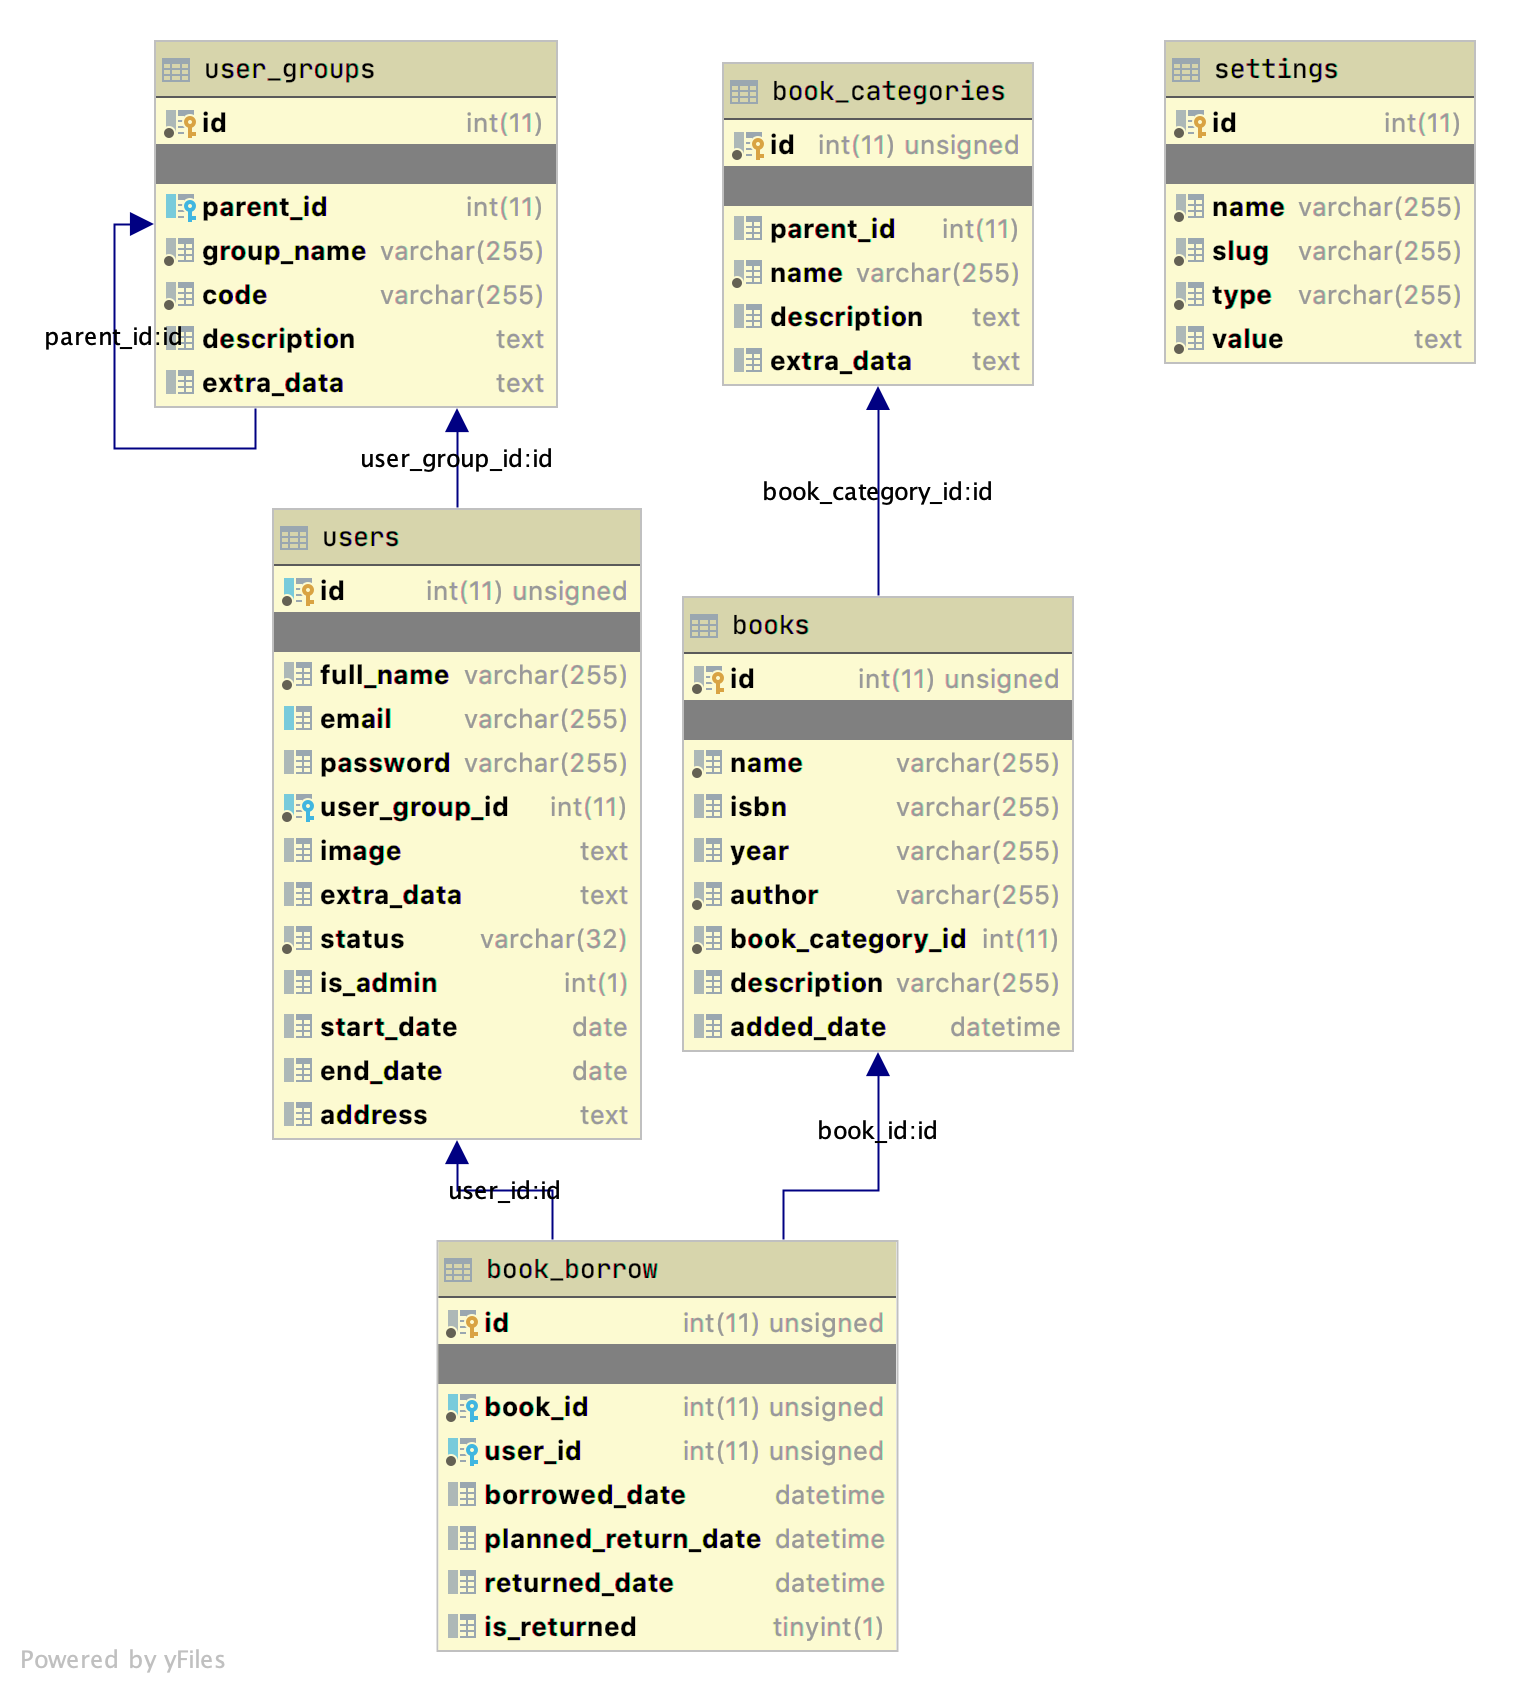 user_groups
id int(11)
parent_id int(11)
group_name varchar(255)
code varchar(255)
description text
extra_data text
parent_id:id
user_group_id:id
book_categories
id int(11) unsigned
parent_id int(11)
name varchar(255)
description text
extra_data text
book_category_id:id
settings
id int(11)
name varchar(255)
slug varchar(255)
type varchar(255)
value text
users
id int(11) unsigned
full_name varchar(255)
email varchar(255)
password varchar(255)
user_group_id int(11)
image text
extra_data text
status varchar(32)
is_admin int(1)
start_date date
end_date date
address text
user_id:id
books
id int(11) unsigned
name varchar(255)
isbn varchar(255)
year varchar(255)
author varchar(255)
book_category_id int(11)
description varchar(255)
added_date datetime
book_id:id
book_borrow
id int(11) unsigned
book_id int(11) unsigned
user_id int(11) unsigned
borrowed_date datetime
planned_return_date datetime
returned_date datetime
is_returned tinyint(1)
Powered by yFiles